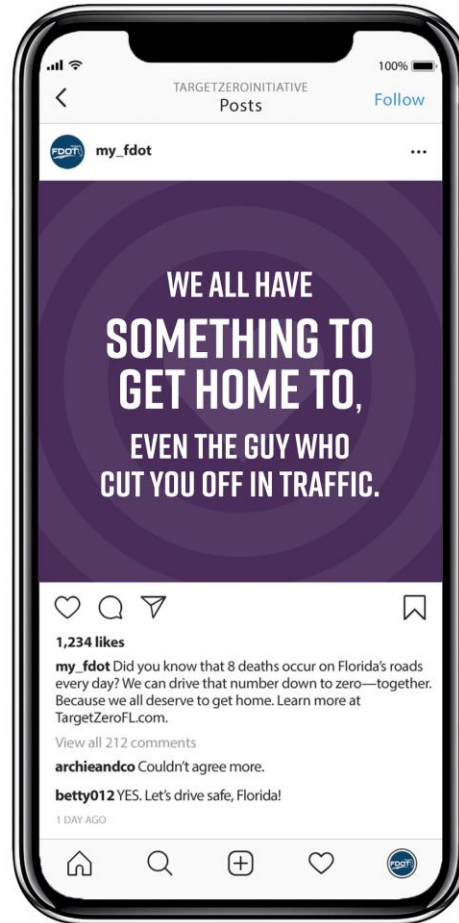 100%
TARGETZEROINITIATIVE
Posts
Follow
FDOT
my_fdot
WE ALL HAVE
SOMETHING TO
GET HOME TO,
EVEN THE GUY WHO
CUT YOU OFF IN TRAFFIC.
1,234 likes
my_fdot Did you know that 8 deaths occur on Florida's roads
every day? We can drive that number down to zero—together.
Because we all deserve to get home. Learn more at
TargetZeroFL.com.
View all 212 comments
archieandco Couldn't agree more.
betty012 YES. Let's drive safe, Florida!
1 DAY AGO
FDOT